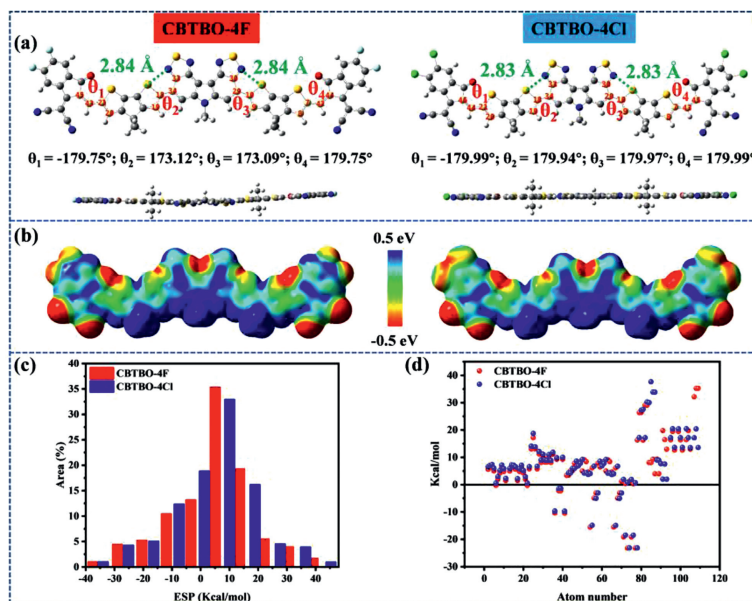 CBTBO-4F
CBTBO-4Cl
(a)
2.84 Å
2.84 Å
2.83 Å
2.83 Å
θ1
θ2
θ3
θ4
θ1
θ2
θ3
θ4
θ1 = -179.75°; θ2 = 173.12°; θ3 = 173.09°; θ4 = 179.75°
θ1 = -179.99°; θ2 = 179.94°; θ3 = 179.97°; θ4 = 179.99°
(b)
0.5 eV
-0.5 eV
(c)
CBTBO-4F
CBTBO-4Cl
Area (%)
40
35
30
25
20
15
10
5
0
-40 -30 -20 -10 0 10 20 30 40
ESP (Kcal/mol)
(d)
CBTBO-4F
CBTBO-4Cl
Kcal/mol
50
40
30
20
10
0
-10
-20
-30
0 20 40 60 80 100 120
Atom number